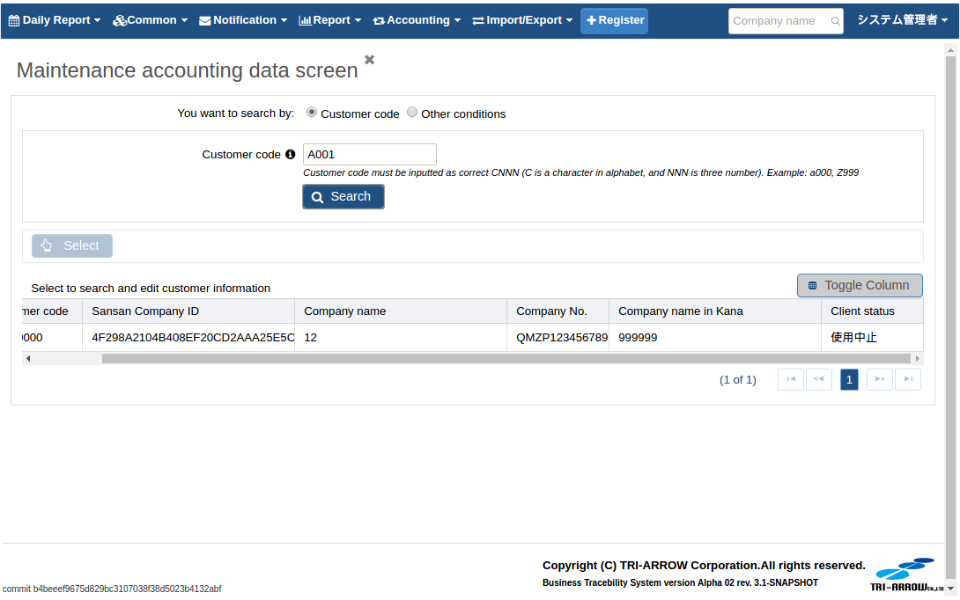 Daily Report Common Notification Report Accounting Import/Export Register Company name システム管理者
Maintenance accounting data screen
You want to search by: Customer code Other conditions
Customer code A001
Customer code must be inputted as correct CNNN (C is a character in alphabet, and NNN is three number). Example: a000, Z999
Search
Select
Select to search and edit customer information Toggle Column
mer code Sansan Company ID Company name Company No. Company name in Kana Client status
0000 4F298A2104B408EF20CD2AAA25E5C 12 QMZP123456789 999999 使用中止
(1 of 1) 1
Copyright (C) TRI-ARROW Corporation.All rights reserved.
Business Tracebility System version Alpha 02 rev. 3.1-SNAPSHOT
TRI-ARROW CO.,LTD
commit b4beeef9675d829bc3107038f38d5023b4132abf